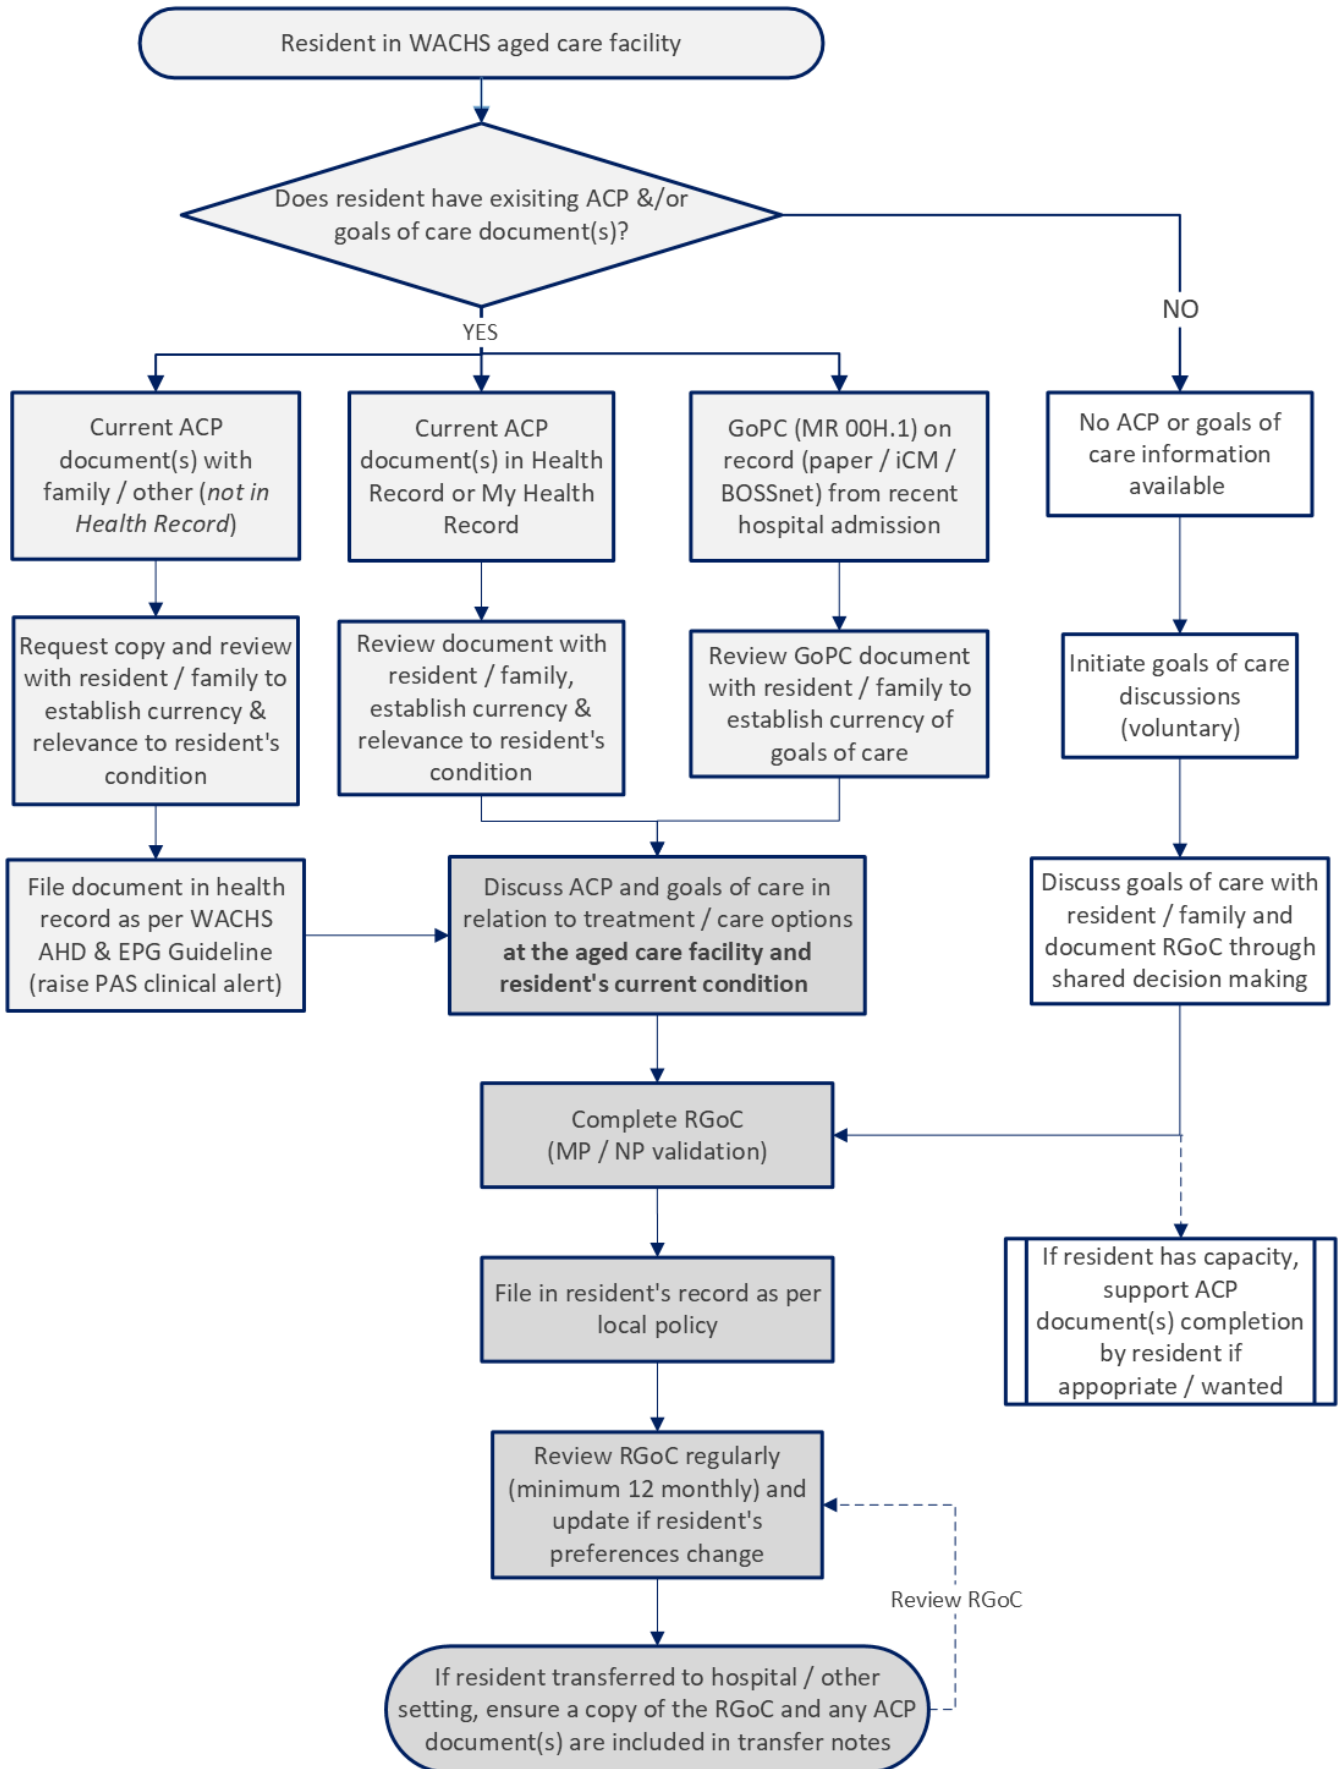 Resident in WACHS aged care facility
Does resident have exisiting ACP &/or
goals of care document(s)?
YES
NO
Current ACP
document(s) with
family / other (not in
Health Record)
Current ACP
document(s) in Health
Record or My Health
Record
GoPC (MR 00H.1) on
record (paper / iCM /
BOSSnet) from recent
hospital admission
No ACP or goals of
care information
available
Request copy and review
with resident / family to
establish currency &
relevance to resident's
condition
Review document with
resident / family,
establish currency &
relevance to resident's
condition
Review GoPC document
with resident / family to
establish currency of
goals of care
Initiate goals of care
discussions
(voluntary)
File document in health
record as per WACHS
AHD & EPG Guideline
(raise PAS clinical alert)
Discuss ACP and goals of care in
relation to treatment / care options
at the aged care facility and
resident's current condition
Discuss goals of care with
resident / family and
document RGoC through
shared decision making
Complete RGoC
(MP / NP validation)
File in resident's record as per
local policy
If resident has capacity,
support ACP
document(s) completion
by resident if
appopriate / wanted
Review RGoC regularly
(minimum 12 monthly) and
update if resident's
preferences change
Review RGoC
If resident transferred to hospital / other
setting, ensure a copy of the RGoC and any ACP
document(s) are included in transfer notes